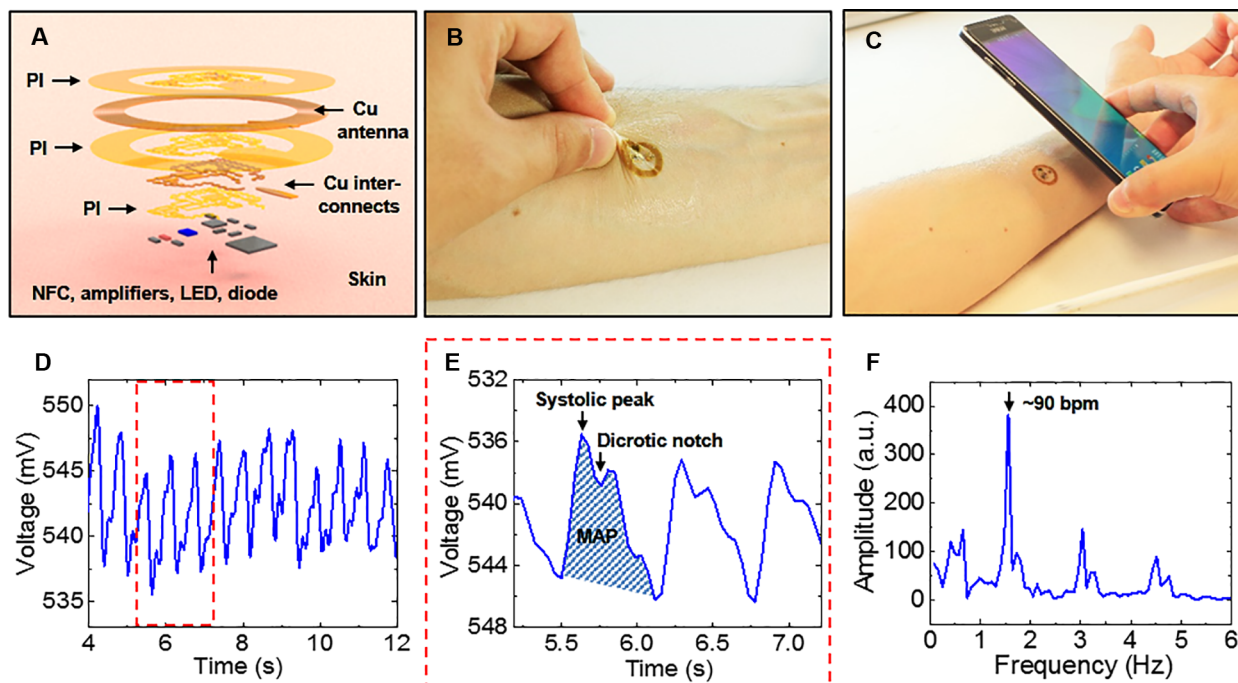 A
PI
Cu
antenna
PI
Cu inter-
connects
PI
Skin
NFC, amplifiers, LED, diode
B
C
D
550
545
540
535
Voltage (mV)
4 6 8 10 12
Time (s)
E
532
536
540
544
548
Voltage (mV)
Systolic peak
Dicrotic notch
MAP
5.5 6.0 6.5 7.0
Time (s)
F
400
300
200
100
0
Amplitude (a.u.)
~90 bpm
0 1 2 3 4 5 6
Frequency (Hz)